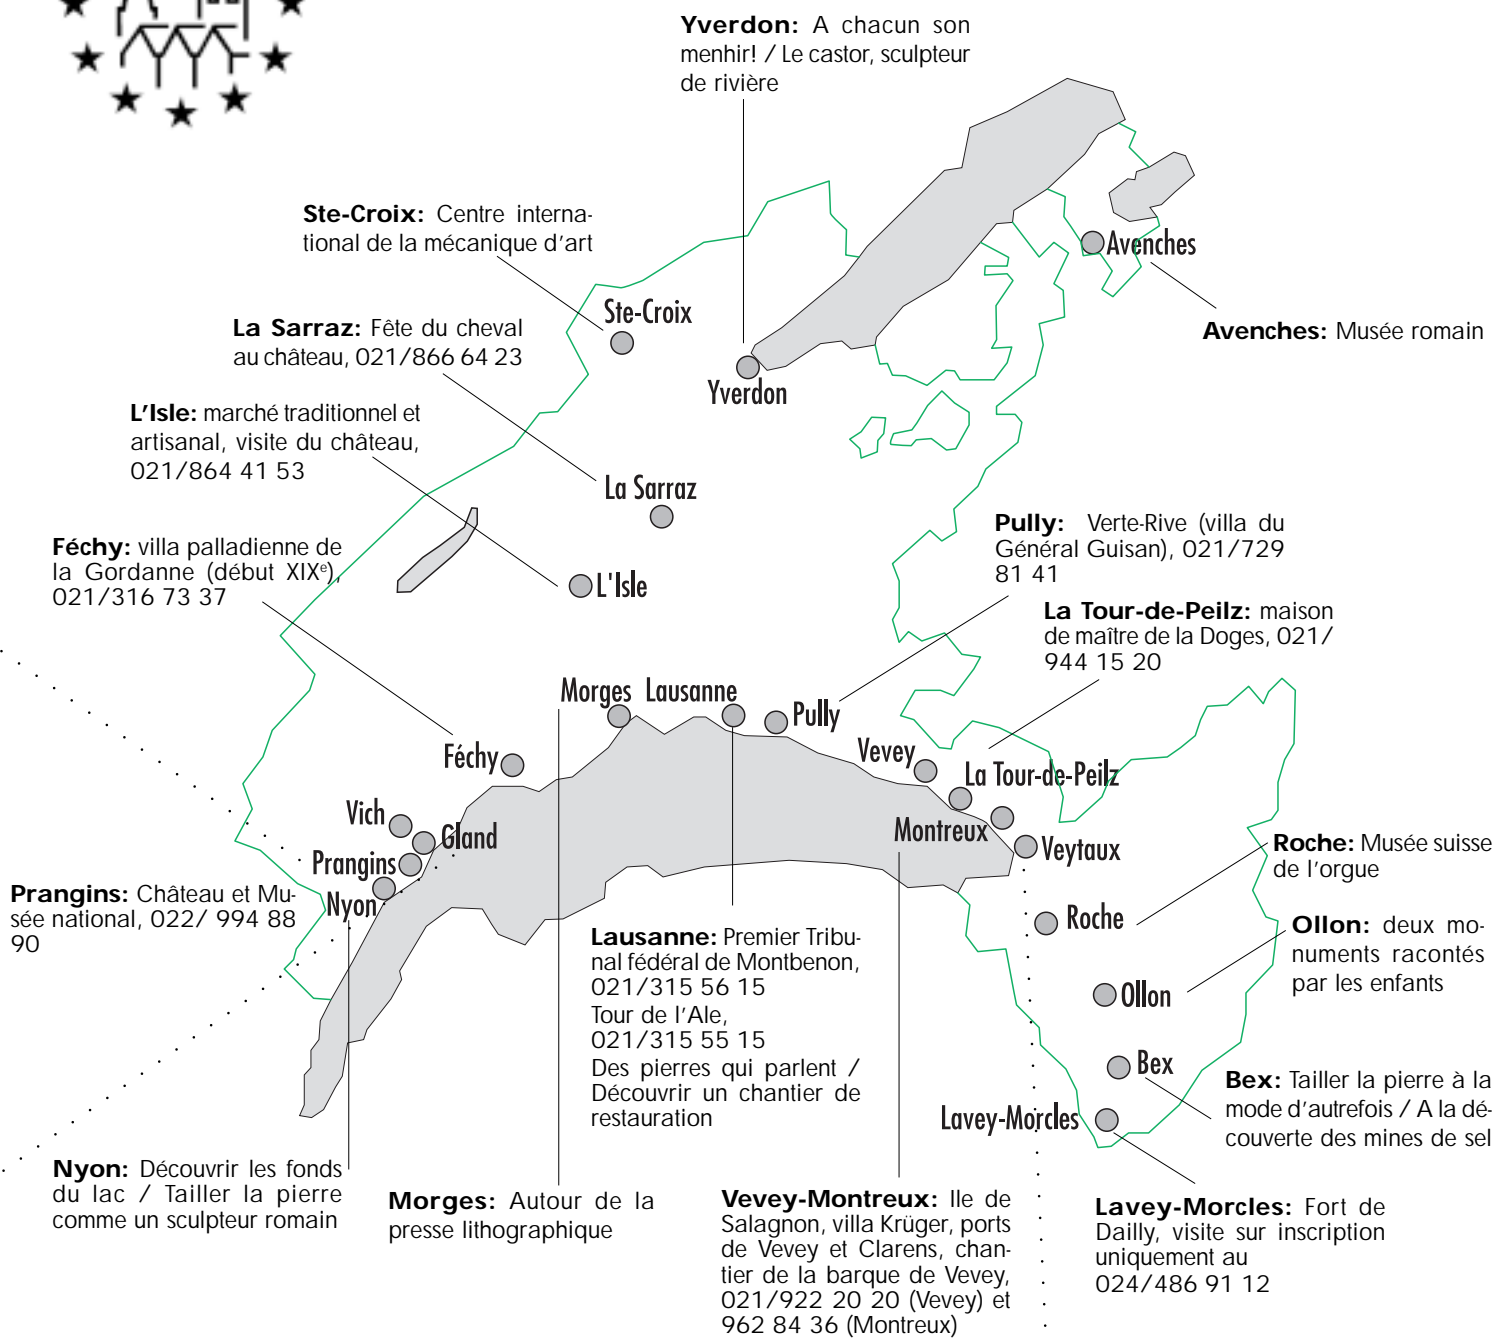 Yverdon: A chacun son
menhir! / Le castor, sculpteur
de rivière
Ste-Croix: Centre interna-
tional de la mécanique d'art
Avenches
Ste-Croix
La Sarraz: Fête du cheval
au château, 021/866 64 23
Avenches: Musée romain
Yverdon
L'Isle: marché traditionnel et
artisanal, visite du château,
021/864 41 53
La Sarraz
Féchy: villa palladienne de
la Gordanne (début XIXe),
021/316 73 37
Pully: Verte-Rive (villa du
Général Guisan), 021/729
81 41
L'Isle
La Tour-de-Peilz: maison
de maître de la Doges, 021/
944 15 20
Morges
Lausanne
Pully
Féchy
Vevey
La Tour-de-Peilz
Vich
Gland
Montreux
Veytaux
Prangins
Nyon
Roche: Musée suisse
de l'orgue
Prangins: Château et Mu-
sée national, 022/ 994 88
90
Roche
Lausanne: Premier Tribu-
nal fédéral de Montbenon,
021/315 56 15
Tour de l'Ale,
021/315 55 15
Des pierres qui parlent /
Découvrir un chantier de
restauration
Ollon: deux mo-
numents racontés
par les enfants
Ollon
Bex
Bex: Tailler la pierre à la
mode d'autrefois / A la dé-
couverte des mines de sel
Lavey-Morcles
Nyon: Découvrir les fonds
du lac / Tailler la pierre
comme un sculpteur romain
Morges: Autour de la
presse lithographique
Vevey-Montreux: Ile de
Salagnon, villa Krüger, ports
de Vevey et Clarens, chan-
tier de la barque de Vevey,
021/922 20 20 (Vevey) et
962 84 36 (Montreux)
Lavey-Morcles: Fort de
Dailly, visite sur inscription
uniquement au
024/486 91 12